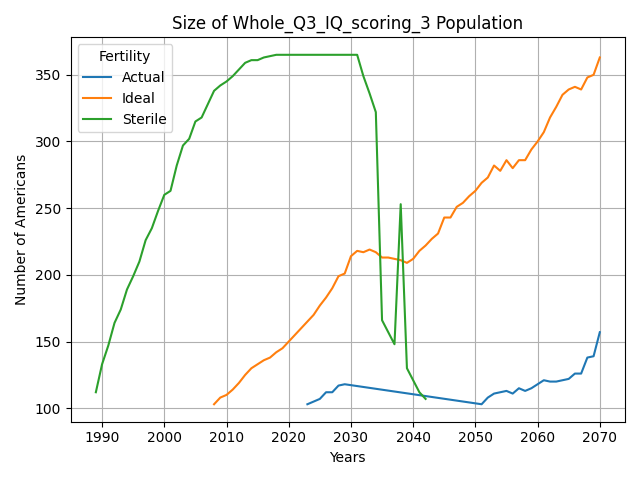 Size of Whole_Q3_IQ_scoring_3 Population
Fertility
Actual
Ideal
Sterile
350
300
250
200
150
100
Number of Americans
1990 2000 2010 2020 2030 2040 2050 2060 2070
Years